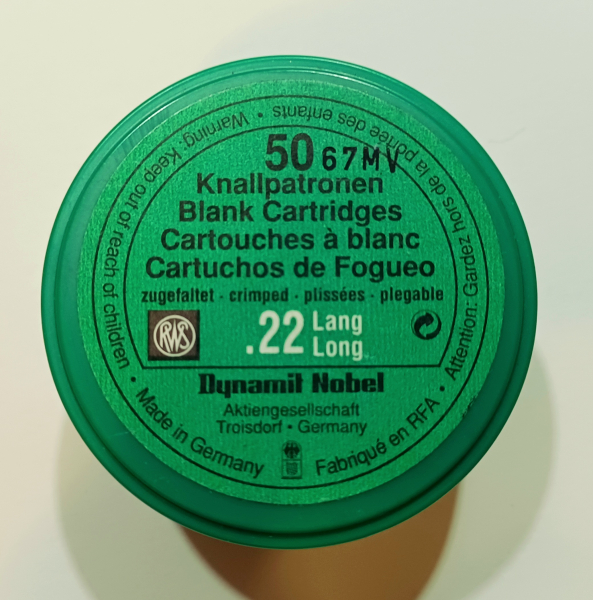 50 67MV
Knallpatronen
Blank Cartridges
Cartouches à blanc
Cartuchos de Fogueo
zugefaltet · crimped · plissées · plegable
RWS
.22 Lang
Long
Dynamit Nobel
Aktiengesellschaft
Troisdorf · Germany
Made in Germany
• Warning: Keep out of reach of children •
Attention: Gardez hors de la portée des enfants
Fabriqué en RFA